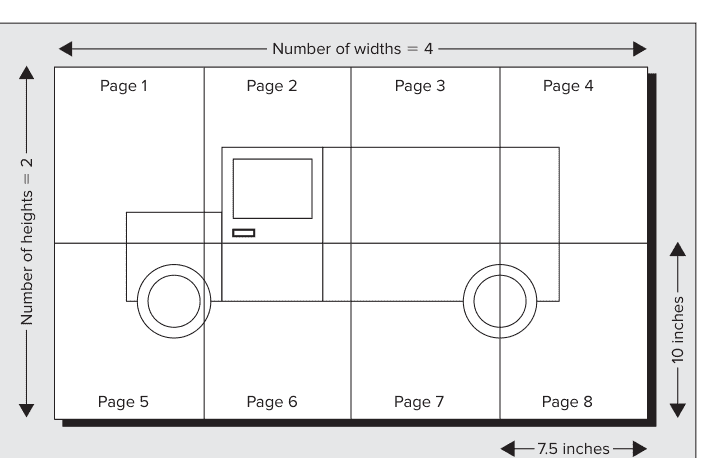 Number of widths = 4
Page 1
Page 2
Page 3
Page 4
Number of heights = 2
10 inches
Page 5
Page 6
Page 7
Page 8
7.5 inches